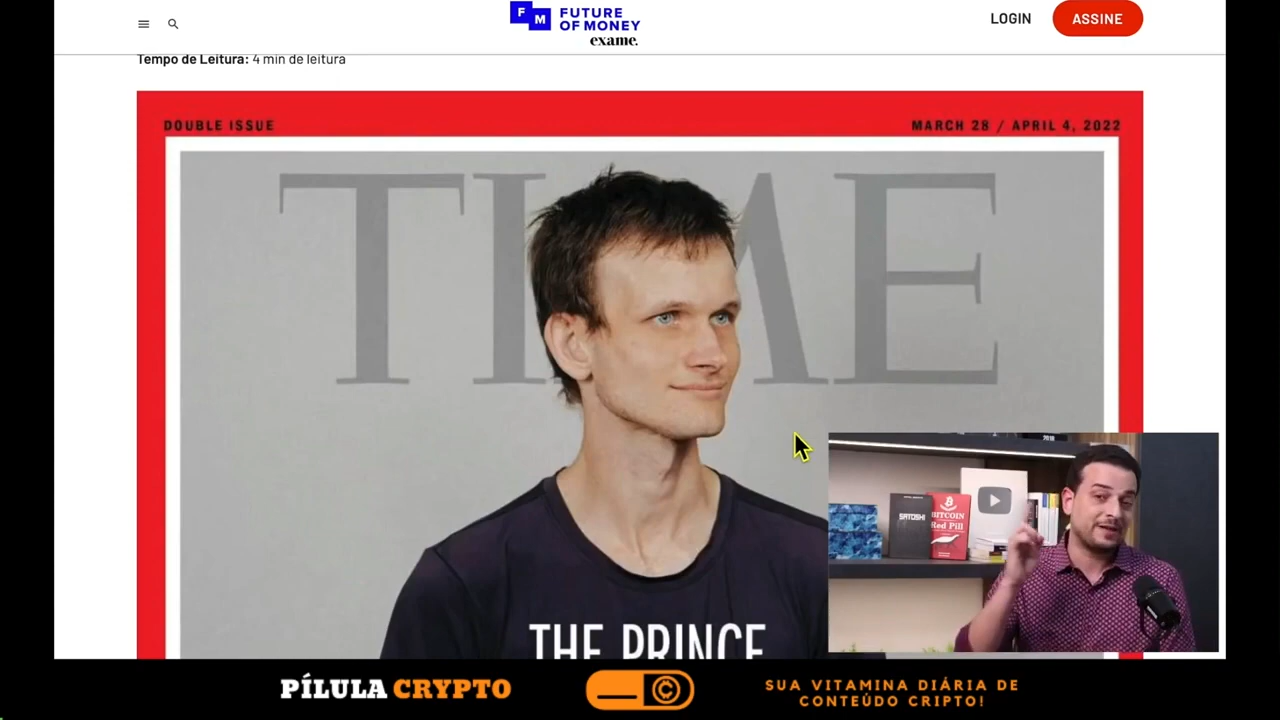 F
M
FUTURE
OF MONEY
exame.
LOGIN
ASSINE
Tempo de Leitura: 4 min de leitura
DOUBLE ISSUE
MARCH 28 / APRIL 4, 2022
TIME
THE PRINCE
SATOSHI
BITCOIN
Red Pill
PÍLULA CRYPTO
SUA VITAMINA DIÁRIA DE
CONTEÚDO CRIPTO!